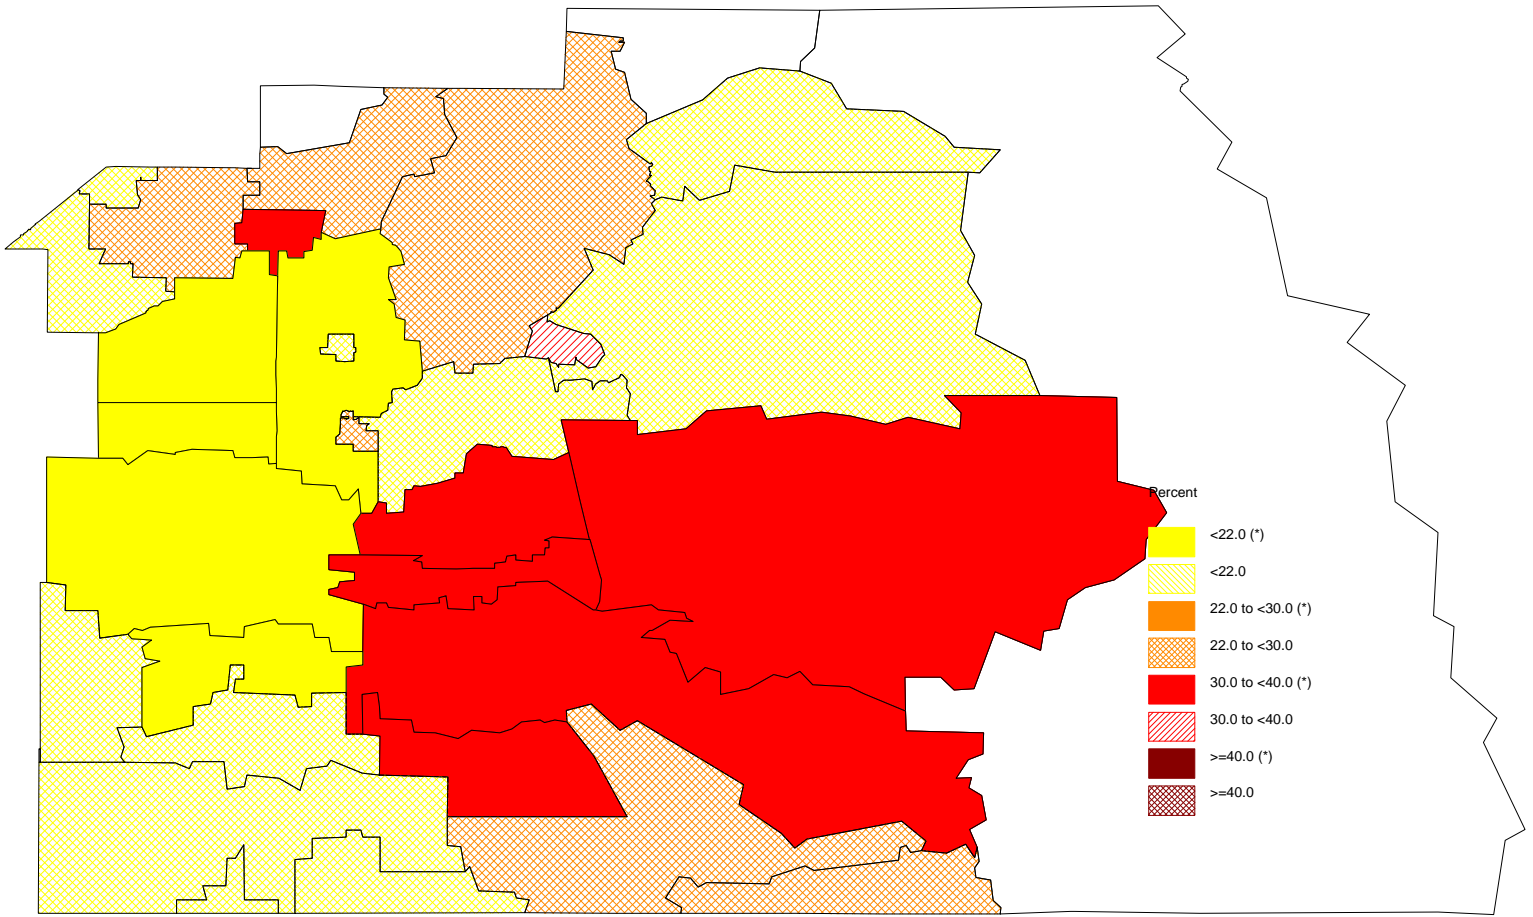 Percent
<22.0 (*)
<22.0
22.0 to <30.0 (*)
22.0 to <30.0
30.0 to <40.0 (*)
30.0 to <40.0
>=40.0 (*)
>=40.0